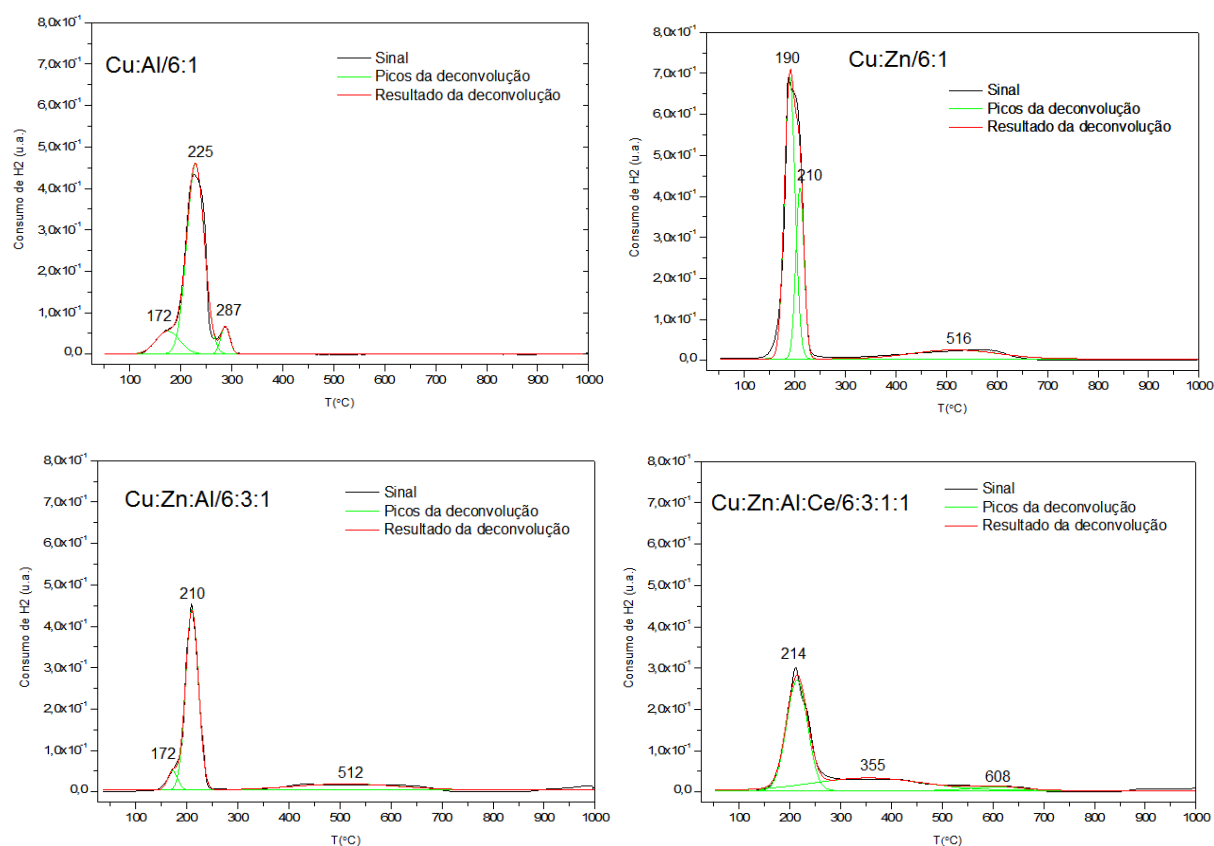 8,0x10⁻¹
7,0x10⁻¹
6,0x10⁻¹
5,0x10⁻¹
4,0x10⁻¹
3,0x10⁻¹
2,0x10⁻¹
1,0x10⁻¹
0,0
Consumo de H2 (u.a.)
Cu:Al/6:1
Sinal
Picos da deconvolução
Resultado da deconvolução
225
172
287
100 200 300 400 500 600 700 800 900 1000
T(°C)
8,0x10⁻¹
7,0x10⁻¹
6,0x10⁻¹
5,0x10⁻¹
4,0x10⁻¹
3,0x10⁻¹
2,0x10⁻¹
1,0x10⁻¹
0,0
Consumo de H2 (u.a.)
Cu:Zn/6:1
Sinal
Picos da deconvolução
Resultado da deconvolução
190
210
516
100 200 300 400 500 600 700 800 900 1000
T(°C)
8,0x10⁻¹
7,0x10⁻¹
6,0x10⁻¹
5,0x10⁻¹
4,0x10⁻¹
3,0x10⁻¹
2,0x10⁻¹
1,0x10⁻¹
0,0
Consumo de H2 (u.a.)
Cu:Zn:Al/6:3:1
Sinal
Picos da deconvolução
Resultado da deconvolução
210
172
512
100 200 300 400 500 600 700 800 900 1000
T(°C)
8,0x10⁻¹
7,0x10⁻¹
6,0x10⁻¹
5,0x10⁻¹
4,0x10⁻¹
3,0x10⁻¹
2,0x10⁻¹
1,0x10⁻¹
0,0
Consumo de H2 (u.a.)
Cu:Zn:Al:Ce/6:3:1:1
Sinal
Picos da deconvolução
Resultado da deconvolução
214
355
608
100 200 300 400 500 600 700 800 900 1000
T(°C)